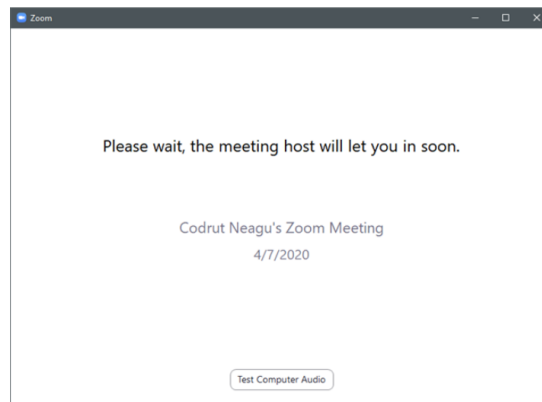 Zoom
Please wait, the meeting host will let you in soon.
Codrut Neagu's Zoom Meeting
4/7/2020
Test Computer Audio